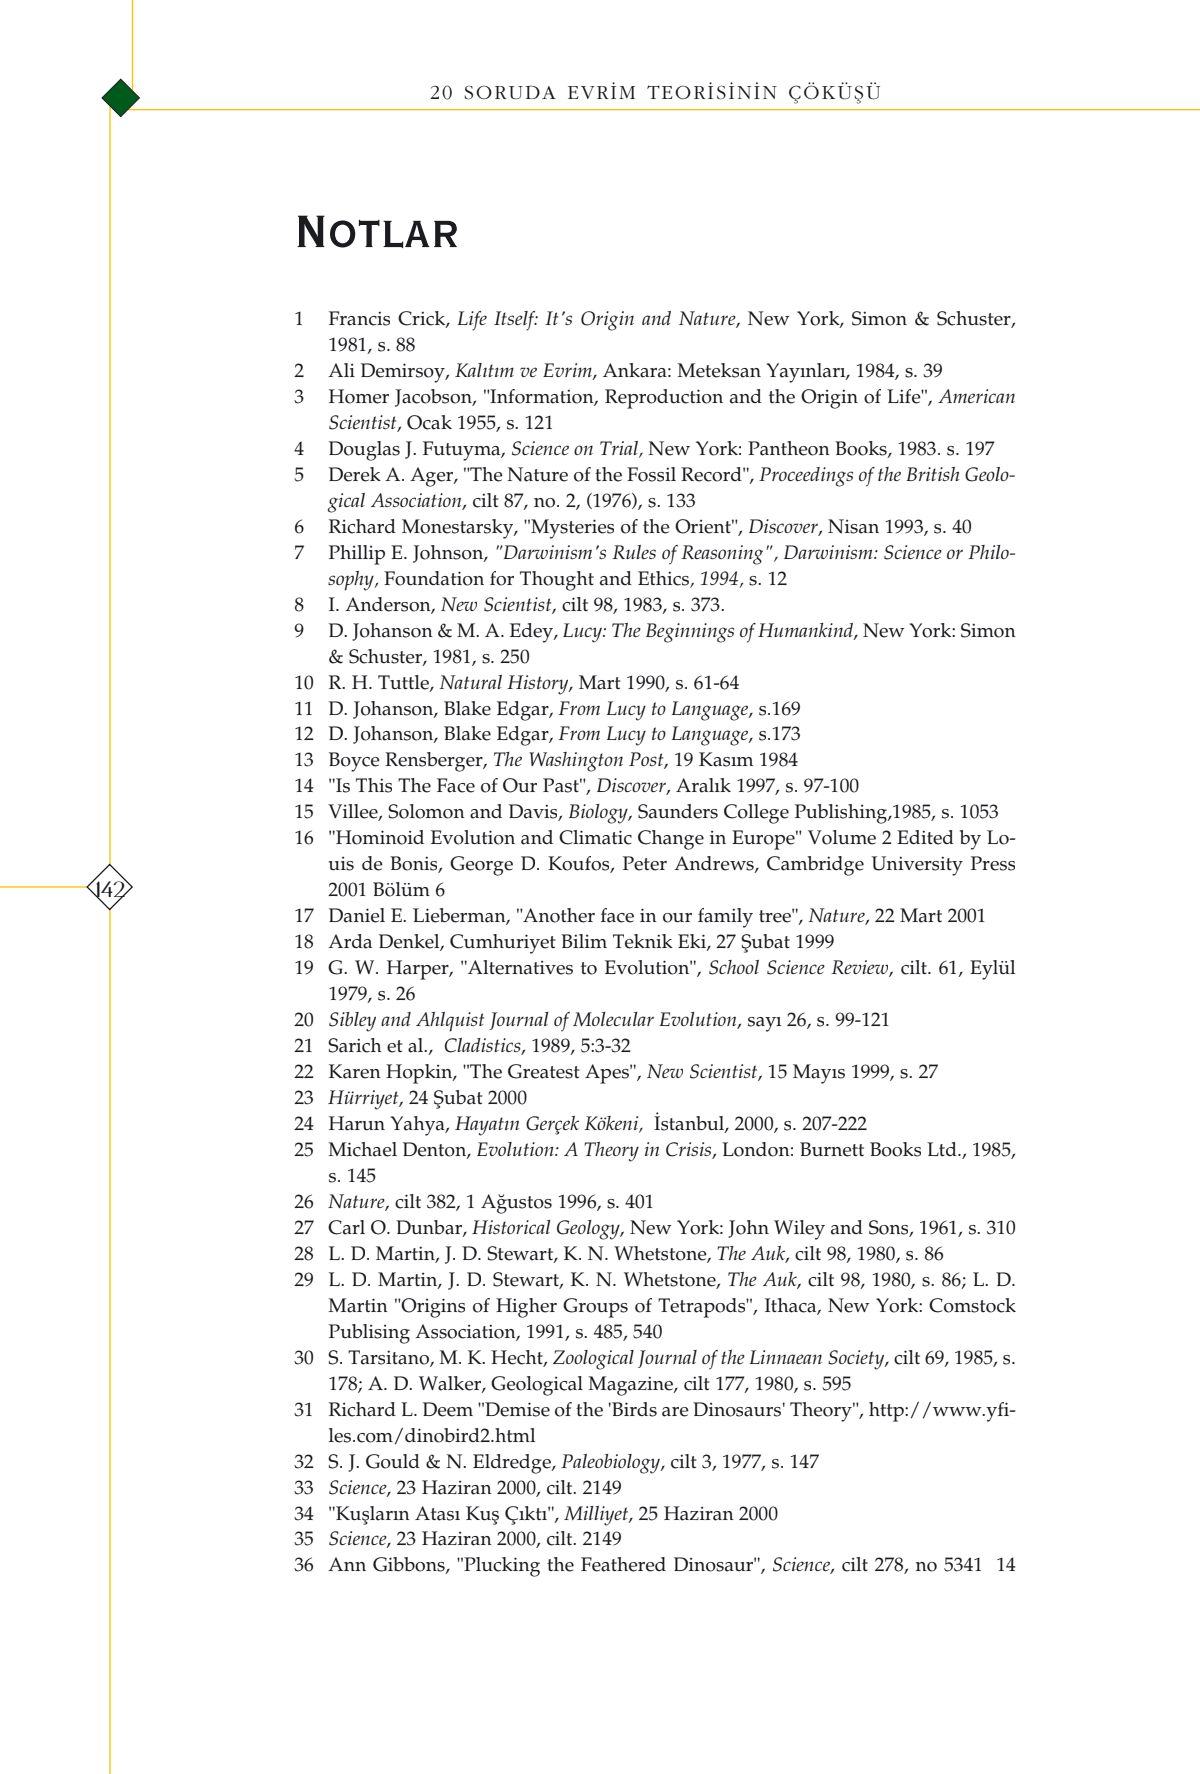 20 SORUDA EVRİM TEORİSİNİN ÇÖKÜŞÜ
NOTLAR
1 Francis Crick, Life Itself: It's Origin and Nature, New York, Simon & Schuster,
1981, s. 88
2 Ali Demirsoy, Kalıtım ve Evrim, Ankara: Meteksan Yayınları, 1984, s. 39
3 Homer Jacobson, "Information, Reproduction and the Origin of Life", American
Scientist, Ocak 1955, s. 121
4 Douglas J. Futuyma, Science on Trial, New York: Pantheon Books, 1983. s. 197
5 Derek A. Ager, "The Nature of the Fossil Record", Proceedings of the British Geolo-
gical Association, cilt 87, no. 2, (1976), s. 133
6 Richard Monestarsky, "Mysteries of the Orient", Discover, Nisan 1993, s. 40
7 Phillip E. Johnson, "Darwinism's Rules of Reasoning", Darwinism: Science or Philo-
sophy, Foundation for Thought and Ethics, 1994, s. 12
8 I. Anderson, New Scientist, cilt 98, 1983, s. 373.
9 D. Johanson & M. A. Edey, Lucy: The Beginnings of Humankind, New York: Simon
& Schuster, 1981, s. 250
10 R. H. Tuttle, Natural History, Mart 1990, s. 61-64
11 D. Johanson, Blake Edgar, From Lucy to Language, s.169
12 D. Johanson, Blake Edgar, From Lucy to Language, s.173
13 Boyce Rensberger, The Washington Post, 19 Kasım 1984
14 "Is This The Face of Our Past", Discover, Aralık 1997, s. 97-100
15 Villee, Solomon and Davis, Biology, Saunders College Publishing,1985, s. 1053
16 "Hominoid Evolution and Climatic Change in Europe" Volume 2 Edited by Lo-
uis de Bonis, George D. Koufos, Peter Andrews, Cambridge University Press
2001 Bölüm 6
142
17 Daniel E. Lieberman, "Another face in our family tree", Nature, 22 Mart 2001
18 Arda Denkel, Cumhuriyet Bilim Teknik Eki, 27 Şubat 1999
19 G. W. Harper, "Alternatives to Evolution", School Science Review, cilt. 61, Eylül
1979, s. 26
20 Sibley and Ahlquist Journal of Molecular Evolution, sayı 26, s. 99-121
21 Sarich et al., Cladistics, 1989, 5:3-32
22 Karen Hopkin, "The Greatest Apes", New Scientist, 15 Mayıs 1999, s. 27
23 Hürriyet, 24 Şubat 2000
24 Harun Yahya, Hayatın Gerçek Kökeni, İstanbul, 2000, s. 207-222
25 Michael Denton, Evolution: A Theory in Crisis, London: Burnett Books Ltd., 1985,
s. 145
26 Nature, cilt 382, 1 Ağustos 1996, s. 401
27 Carl O. Dunbar, Historical Geology, New York: John Wiley and Sons, 1961, s. 310
28 L. D. Martin, J. D. Stewart, K. N. Whetstone, The Auk, cilt 98, 1980, s. 86
29 L. D. Martin, J. D. Stewart, K. N. Whetstone, The Auk, cilt 98, 1980, s. 86; L. D.
Martin "Origins of Higher Groups of Tetrapods", Ithaca, New York: Comstock
Publising Association, 1991, s. 485, 540
30 S. Tarsitano, M. K. Hecht, Zoological Journal of the Linnaean Society, cilt 69, 1985, s.
178; A. D. Walker, Geological Magazine, cilt 177, 1980, s. 595
31 Richard L. Deem "Demise of the 'Birds are Dinosaurs' Theory", http://www.yfi-
les.com/dinobird2.html
32 S. J. Gould & N. Eldredge, Paleobiology, cilt 3, 1977, s. 147
33 Science, 23 Haziran 2000, cilt. 2149
34 "Kuşların Atası Kuş Çıktı", Milliyet, 25 Haziran 2000
35 Science, 23 Haziran 2000, cilt. 2149
36 Ann Gibbons, "Plucking the Feathered Dinosaur", Science, cilt 278, no 5341 14